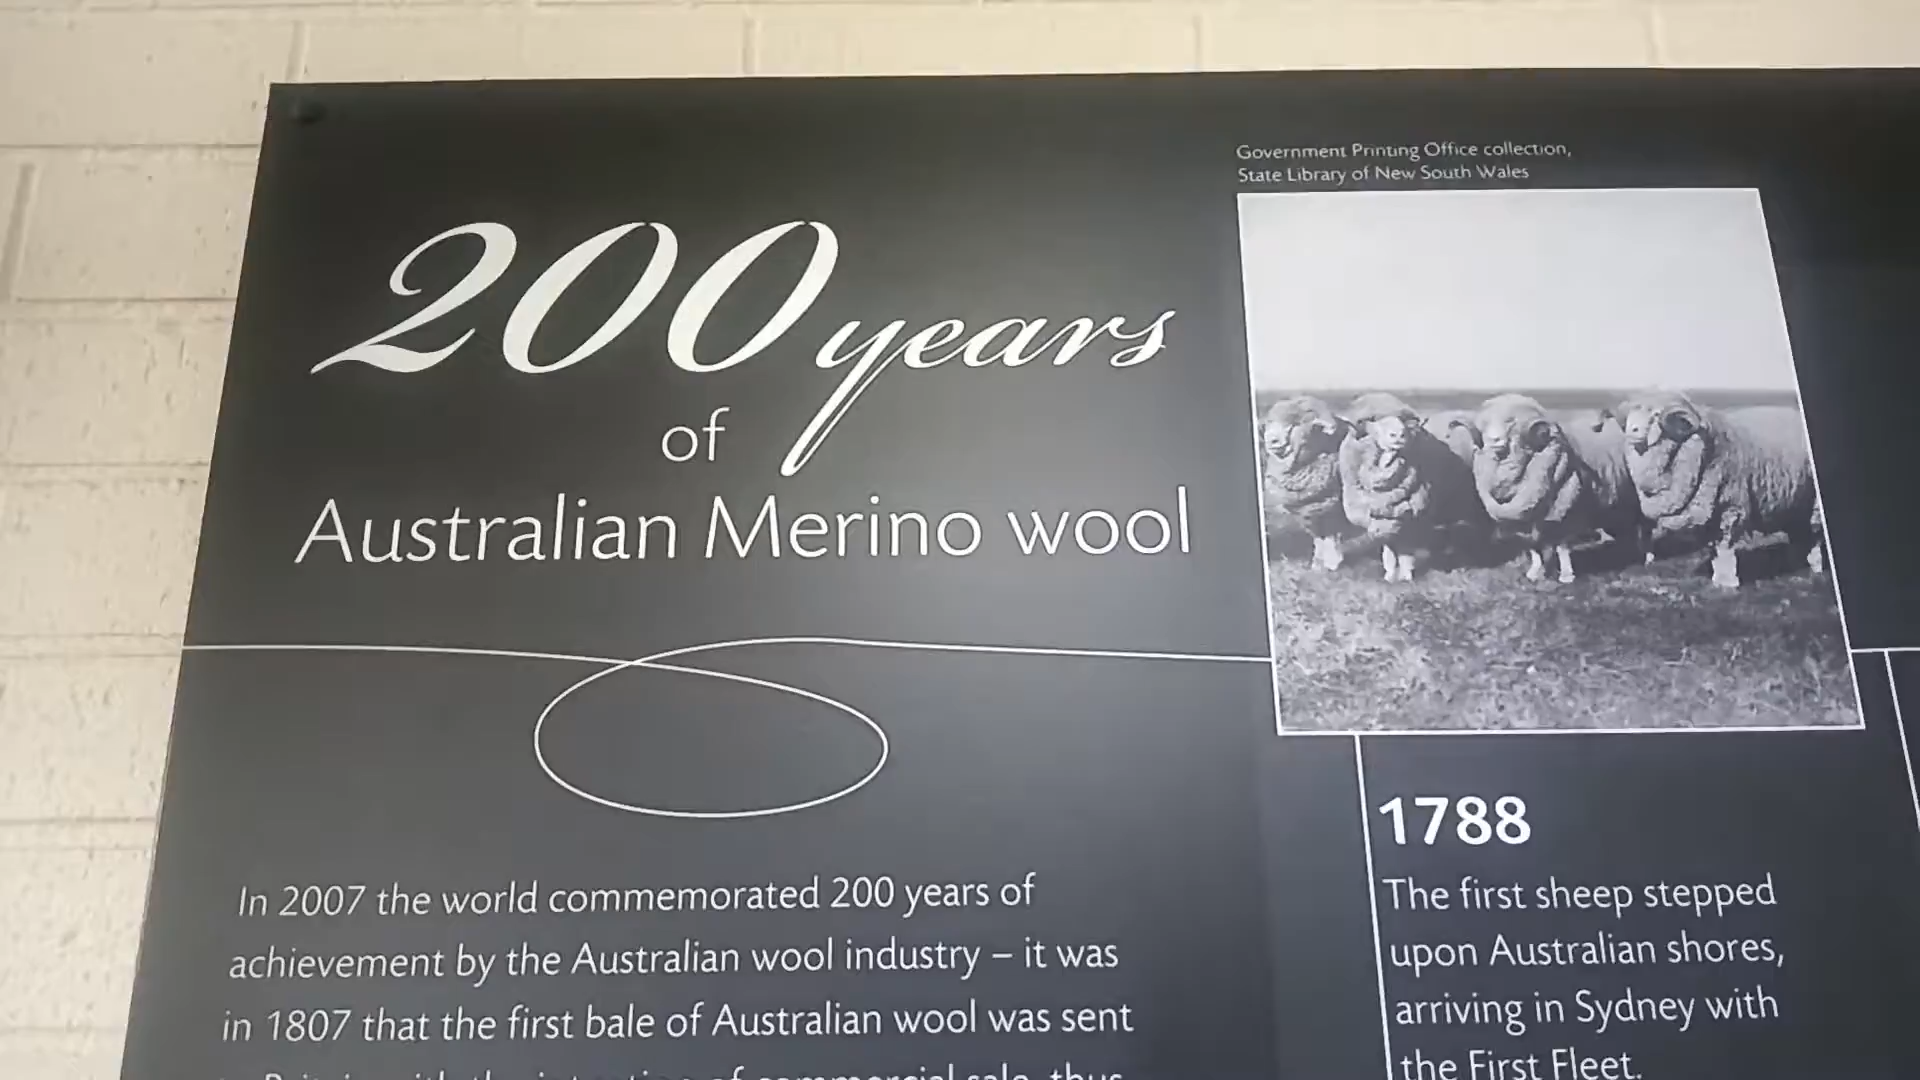 200 years
of
Australian Merino wool
In 2007 the world commemorated 200 years of
achievement by the Australian wool industry – it was
in 1807 that the first bale of Australian wool was sent
Government Printing Office collection,
State Library of New South Wales
1788
The first sheep stepped
upon Australian shores,
arriving in Sydney with
the First Fleet.